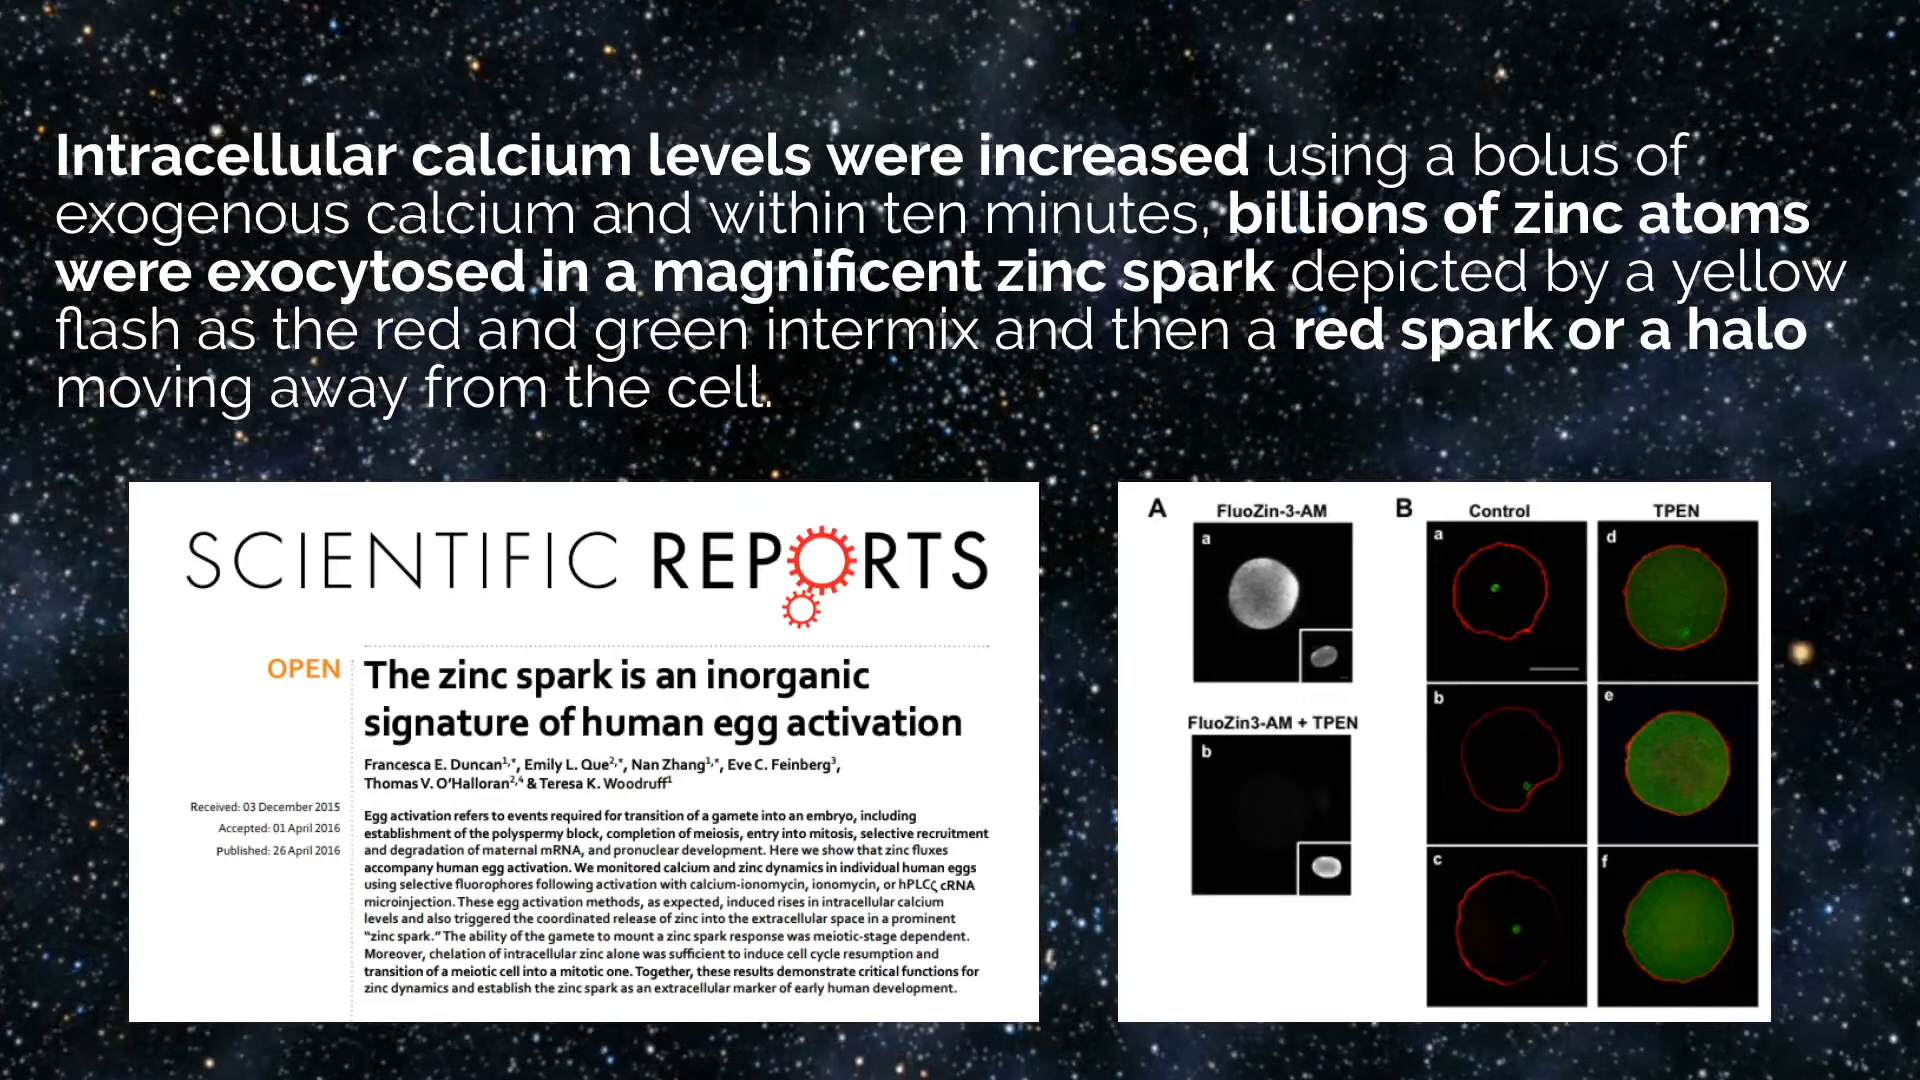 Intracellular calcium levels were increased using a bolus of
exogenous calcium and within ten minutes, billions of zinc atoms
were exocytosed in a magnificent zinc spark depicted by a yellow
flash as the red and green intermix and then a red spark or a halo
moving away from the cell.
SCIENTIFIC REPORTS
OPEN
The zinc spark is an inorganic
signature of human egg activation
Francesca E. Duncan1,*, Emily L. Que2,*, Nan Zhang1,*, Eve C. Feinberg3,
Thomas V. O'Halloran2,4 & Teresa K. Woodruff1
Received: 03 December 2015
Accepted: 01 April 2016
Published: 26 April 2016
Egg activation refers to events required for transition of a gamete into an embryo, including
establishment of the polyspermy block, completion of meiosis, entry into mitosis, selective recruitment
and degradation of maternal mRNA, and pronuclear development. Here we show that zinc fluxes
accompany human egg activation. We monitored calcium and zinc dynamics in individual human eggs
using selective fluorophores following activation with calcium-ionomycin, ionomycin, or hPLCζ cRNA
microinjection. These egg activation methods, as expected, induced rises in intracellular calcium
levels and also triggered the coordinated release of zinc into the extracellular space in a prominent
“zinc spark.” The ability of the gamete to mount a zinc spark response was meiotic-stage dependent.
Moreover, chelation of intracellular zinc alone was sufficient to induce cell cycle resumption and
transition of a meiotic cell into a mitotic one. Together, these results demonstrate critical functions for
zinc dynamics and establish the zinc spark as an extracellular marker of early human development.
A
FluoZin-3-AM
a
FluoZin3-AM + TPEN
b
B
Control
TPEN
a
d
b
e
c
f